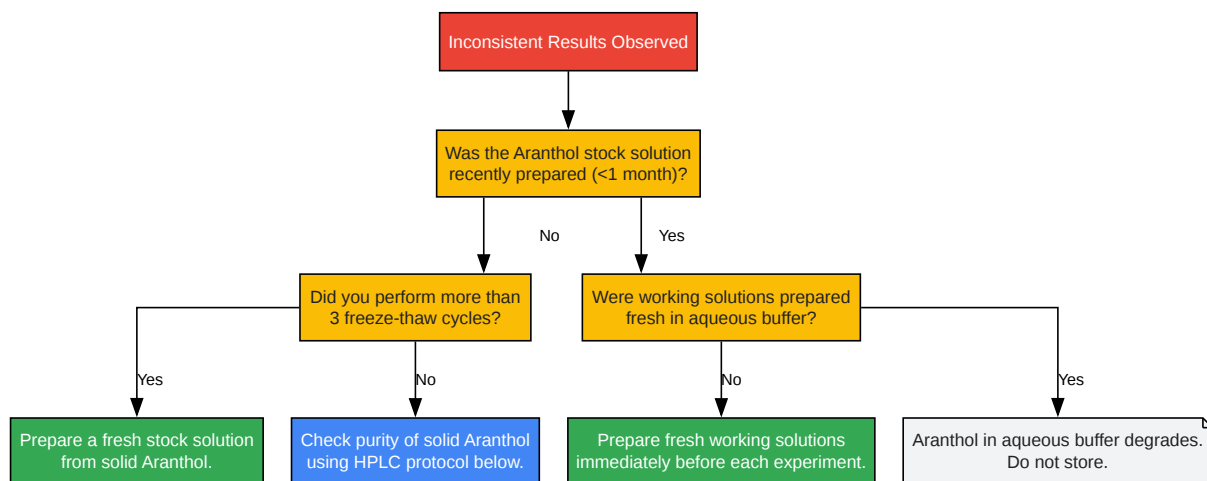 Inconsistent Results Observed
Was the Aranthol stock solution
recently prepared (<1 month)?
No
Yes
Did you perform more than
3 freeze-thaw cycles?
Were working solutions prepared
fresh in aqueous buffer?
Yes
No
No
Yes
Prepare a fresh stock solution
from solid Aranthol.
Check purity of solid Aranthol
using HPLC protocol below.
Prepare fresh working solutions
immediately before each experiment.
Aranthol in aqueous buffer degrades.
Do not store.